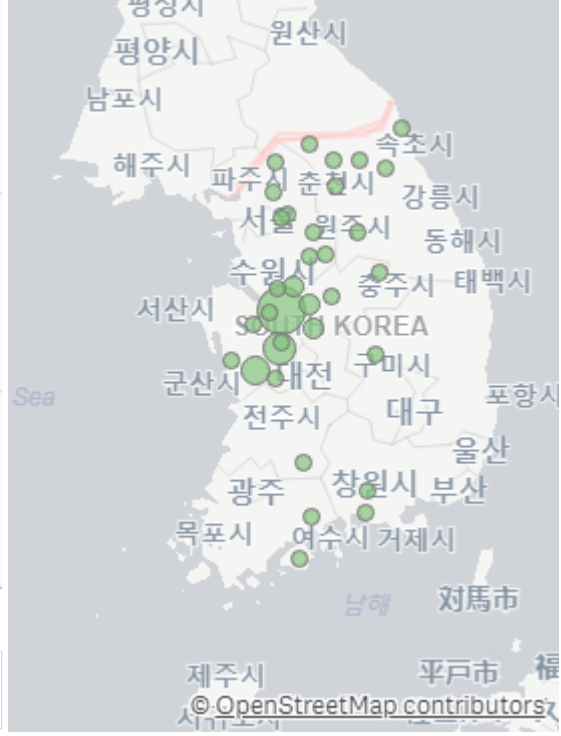 평성시
원산시
평양시
남포시
속초시
해주시
파주시
춘천시
강릉시
서울
원주시
동해시
수원시
충주시
태백시
서산시
SOUTH KOREA
구미시
군산시
대전
포항시
Sea
대구
전주시
울산
창원시
부산
광주
목포시
여수시
거제시
남해
対馬市
제주시
平戸市
福
© OpenStreetMap contributors